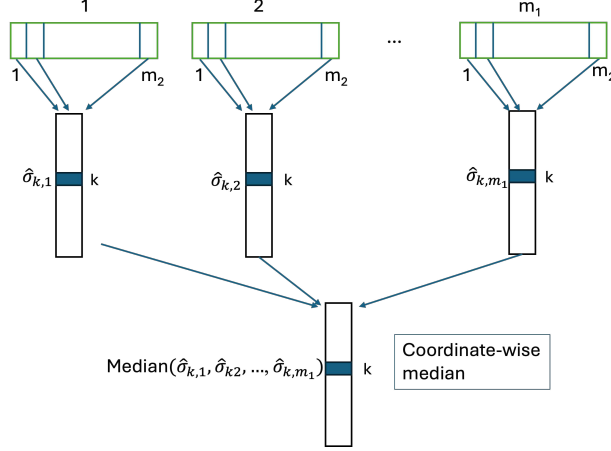 1 2 m₁
...
1 m₂ 1 m₂ 1 m₂
σ̂ₖ,₁ k σ̂ₖ,₂ k σ̂ₖ,ₘ₁ k
Median(σ̂ₖ,₁, σ̂ₖ₂, ..., σ̂ₖ,ₘ₁) k
Coordinate-wise
median